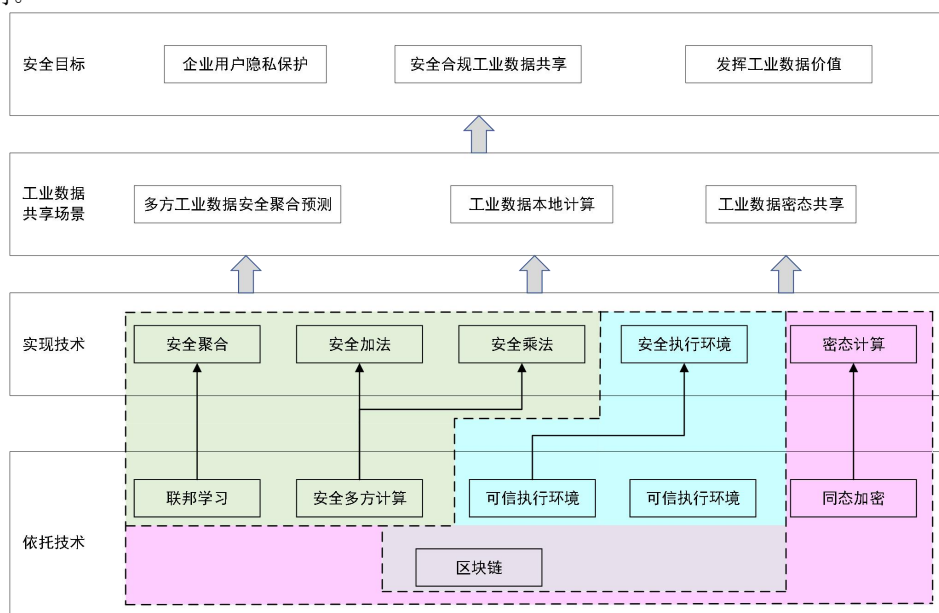 安全目标
企业用户隐私保护
安全合规工业数据共享
发挥工业数据价值
工业数据
共享场景
多方工业数据安全聚合预测
工业数据本地计算
工业数据密态共享
实现技术
安全聚合
安全加法
安全乘法
安全执行环境
密态计算
联邦学习
安全多方计算
可信执行环境
可信执行环境
同态加密
依托技术
区块链